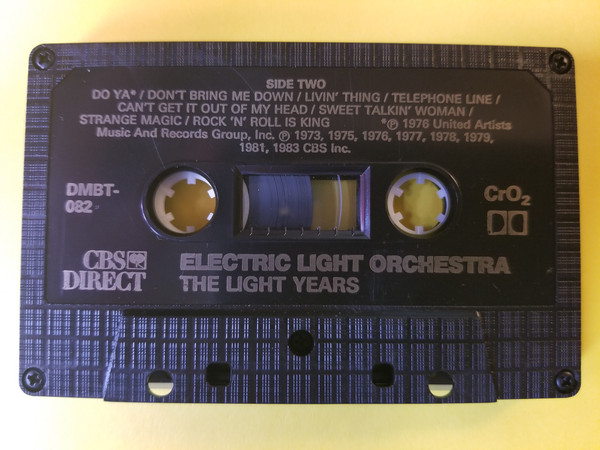 SIDE TWO
DO YA* / DON'T BRING ME DOWN / LIVIN' THING / TELEPHONE LINE /
CAN'T GET IT OUT OF MY HEAD / SWEET TALKIN' WOMAN /
STRANGE MAGIC / ROCK 'N' ROLL IS KING *℗ 1976 United Artists
Music And Records Group, Inc. ℗ 1973, 1975, 1976, 1977, 1978, 1979,
1981, 1983 CBS Inc.
DMBT-
082
CrO₂
CBS
DIRECT
ELECTRIC LIGHT ORCHESTRA
THE LIGHT YEARS